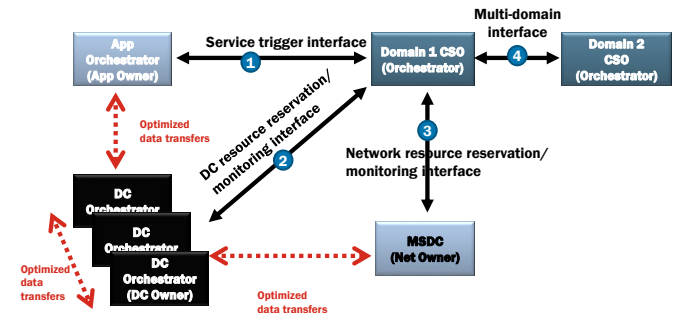 App
Orchestrator
(App Owner)
Service trigger interface
1
Domain 1 CSO
(Orchestrator)
Multi-domain
interface
4
Domain 2
CSO
(Orchestrator)
Optimized
data transfers
DC resource reservation/
monitoring interface
2
3
Network resource reservation/
monitoring interface
DC
Orchestrator
DC
Orchestrator
DC
Orchestrator
(DC Owner)
MSDC
(Net Owner)
Optimized
data
transfers
Optimized
data transfers